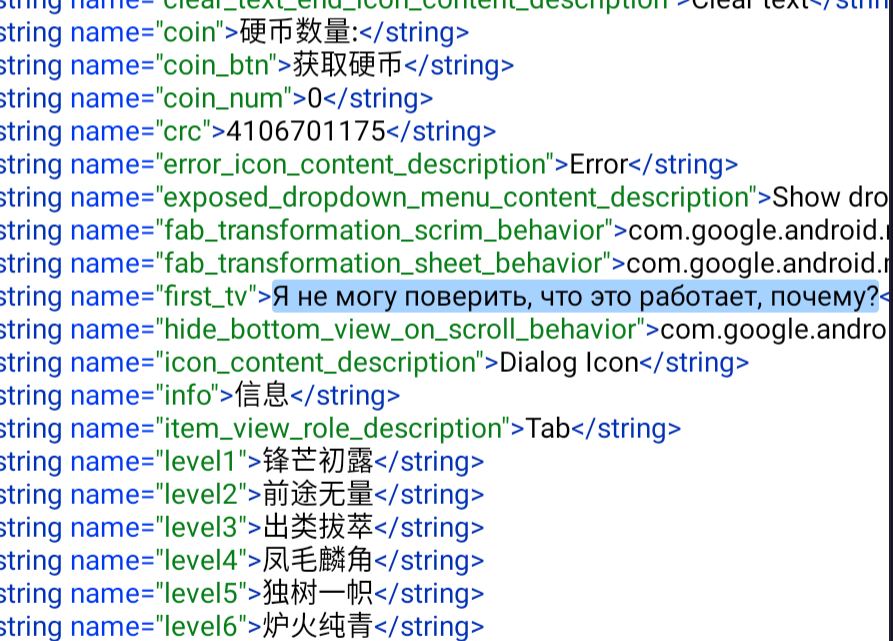 string name="clear_text_end_icon_content_description">Clear text</strin
string name="coin">硬币数量:</string>
string name="coin_btn">获取硬币</string>
string name="coin_num">0</string>
string name="crc">4106701175</string>
string name="error_icon_content_description">Error</string>
string name="exposed_dropdown_menu_content_description">Show dro
string name="fab_transformation_scrim_behavior">com.google.android.
string name="fab_transformation_sheet_behavior">com.google.android.
string name="first_tv">Я не могу поверить, что это работает, почему?<
string name="hide_bottom_view_on_scroll_behavior">com.google.andro
string name="icon_content_description">Dialog Icon</string>
string name="info">信息</string>
string name="item_view_role_description">Tab</string>
string name="level1">锋芒初露</string>
string name="level2">前途无量</string>
string name="level3">出类拔萃</string>
string name="level4">凤毛麟角</string>
string name="level5">独树一帜</string>
string name="level6">炉火纯青</string>